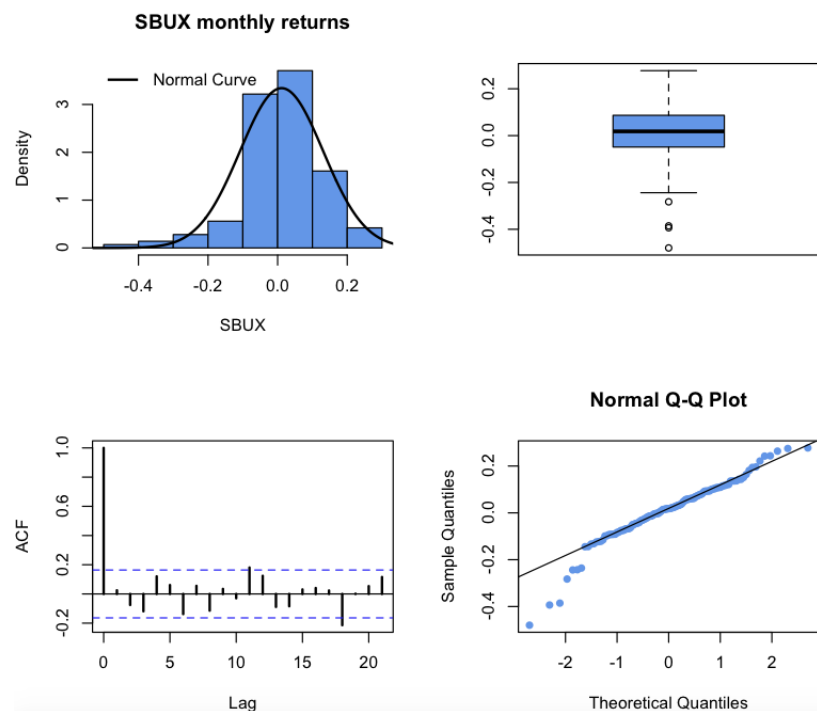 SBUX monthly returns
Normal Curve
Density
0 1 2 3
-0.4 -0.2 0.0 0.2
SBUX
-0.4 -0.2 0.0 0.2
Normal Q-Q Plot
ACF
-0.2 0.2 0.6 1.0
0 5 10 15 20
Lag
Sample Quantiles
-0.4 -0.2 0.0 0.2
-2 -1 0 1 2
Theoretical Quantiles